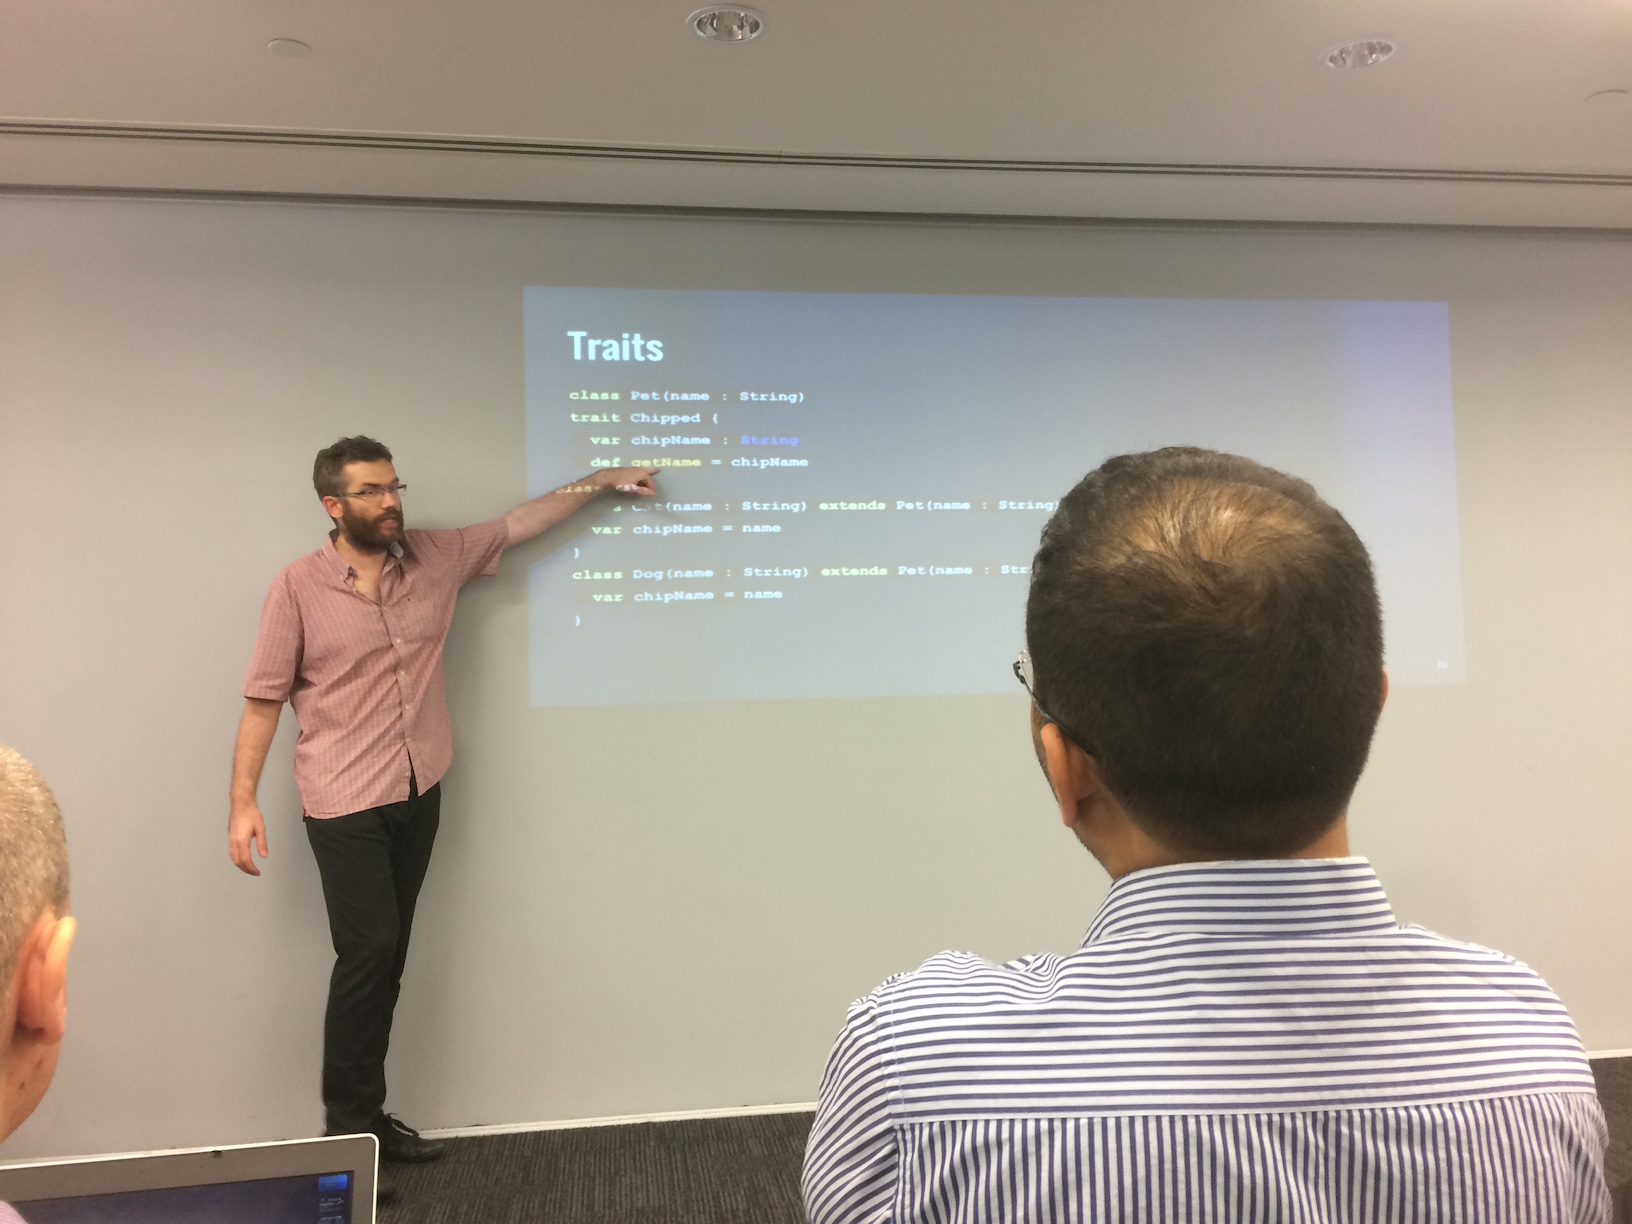 Traits
class Pet(name : String)
trait Chipped {
var chipName : String
def getName = chipName
(name : String) extends Pet(name : String)
var chipName = name
}
class Dog(name : String) extends Pet(name :
var chipName = name
}